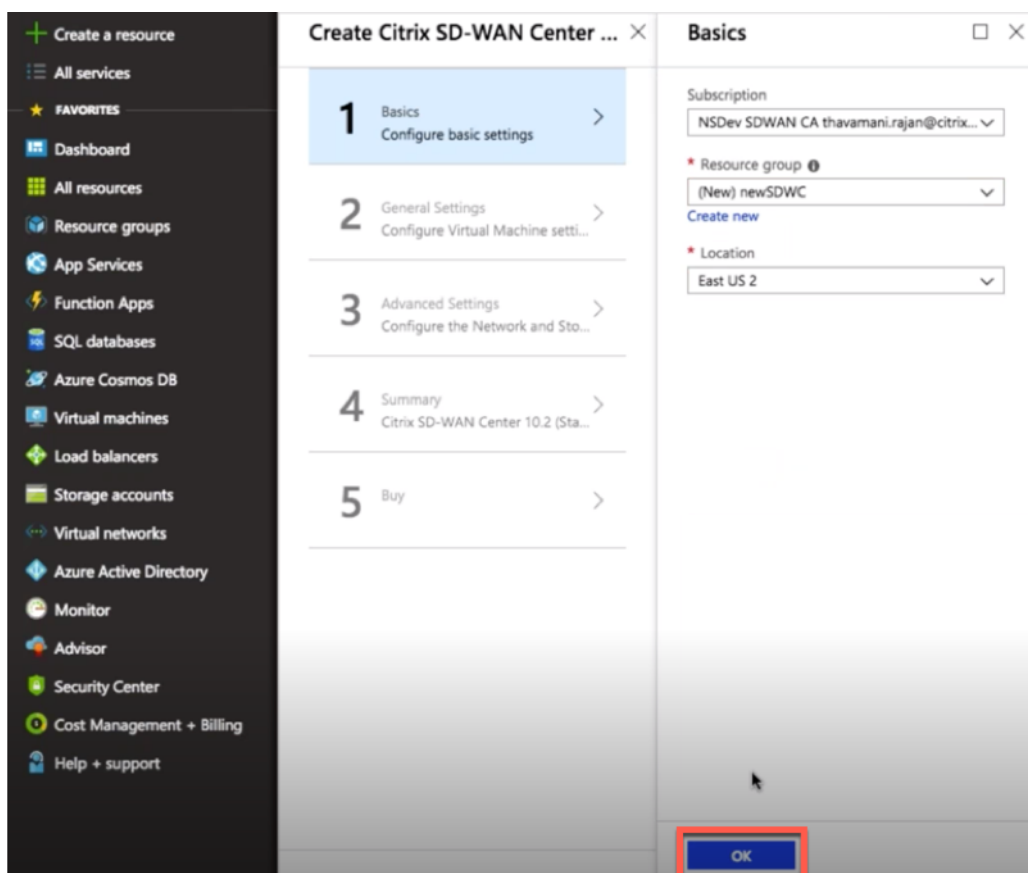 Create a resource
All services
FAVORITES
Dashboard
All resources
Resource groups
App Services
Function Apps
SQL databases
Azure Cosmos DB
Virtual machines
Load balancers
Storage accounts
Virtual networks
Azure Active Directory
Monitor
Advisor
Security Center
Cost Management + Billing
Help + support
Create Citrix SD-WAN Center ...
1
Basics
Configure basic settings
2
General Settings
Configure Virtual Machine setti...
3
Advanced Settings
Configure the Network and Sto...
4
Summary
Citrix SD-WAN Center 10.2 (Sta...
5
Buy
Basics
Subscription
NSDev SDWAN CA thavamani.rajan@citrix...
* Resource group
(New) newSDWC
Create new
* Location
East US 2
OK